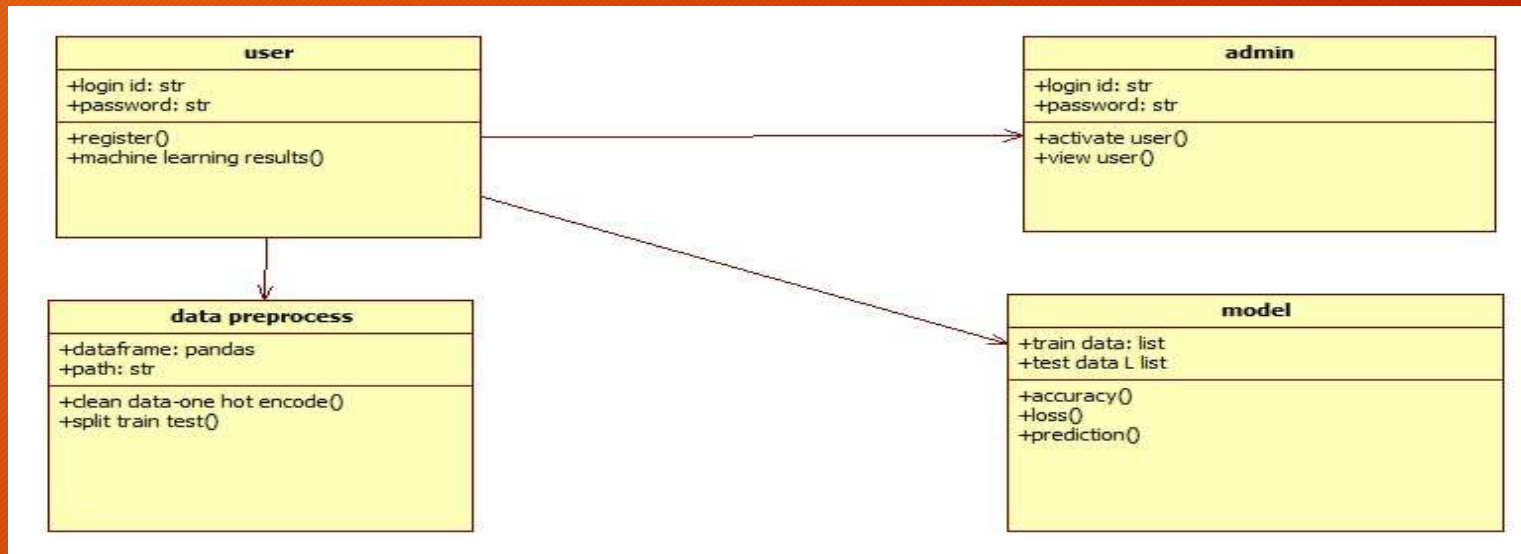 user
+login id: str
+password: str
+register()
+machine learning results()
admin
+login id: str
+password: str
+activate user()
+view user()
data preprocess
+dataframe: pandas
+path: str
+clean data-one hot encode()
+split train test()
model
+train data: list
+test data L list
+accuracy()
+loss()
+prediction()